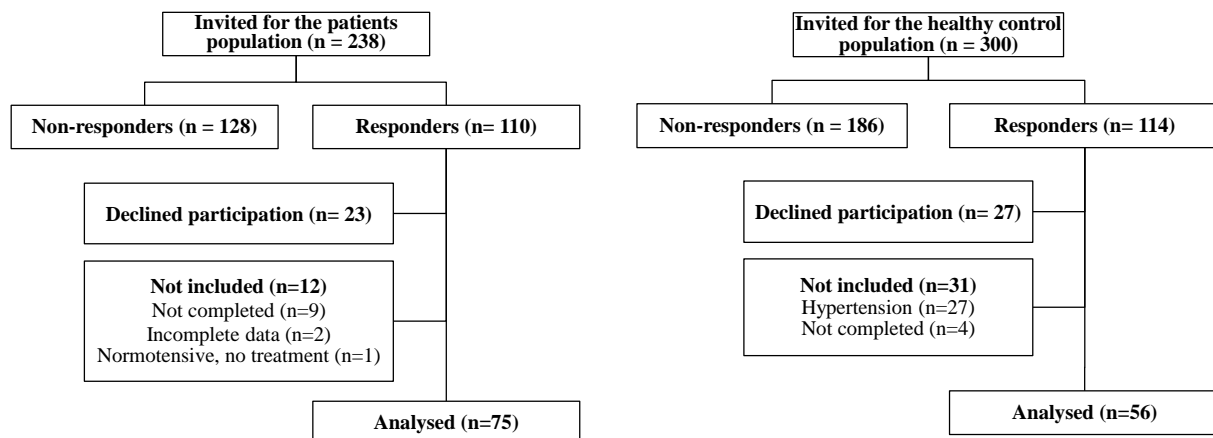 Invited for the patients
population (n = 238)
Non-responders (n = 128)
Responders (n= 110)
Declined participation (n= 23)
Not included (n=12)
Not completed (n=9)
Incomplete data (n=2)
Normotensive, no treatment (n=1)
Analysed (n=75)
Invited for the healthy control
population (n = 300)
Non-responders (n = 186)
Responders (n= 114)
Declined participation (n= 27)
Not included (n=31)
Hypertension (n=27)
Not completed (n=4)
Analysed (n=56)